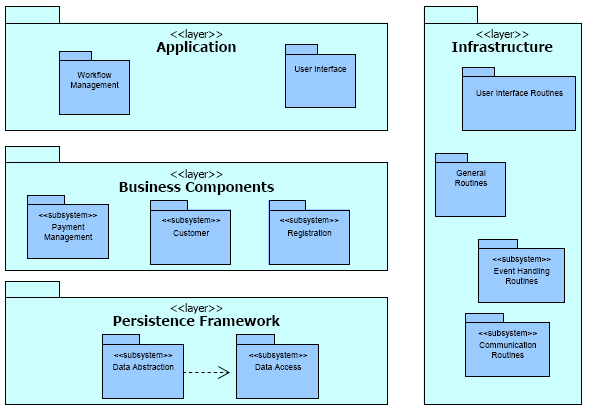 <<layer>>
Application
Workflow
Management
User Interface
<<layer>>
Business Components
<<subsystem>>
Payment
Management
<<subsystem>>
Customer
<<subsystem>>
Registration
<<layer>>
Persistence Framework
<<subsystem>>
Data Abstraction
<<subsystem>>
Data Access
<<layer>>
Infrastructure
User Interface Routines
General
Routines
<<subsystem>>
Event Handling
Routines
<<subsystem>>
Communication
Routines